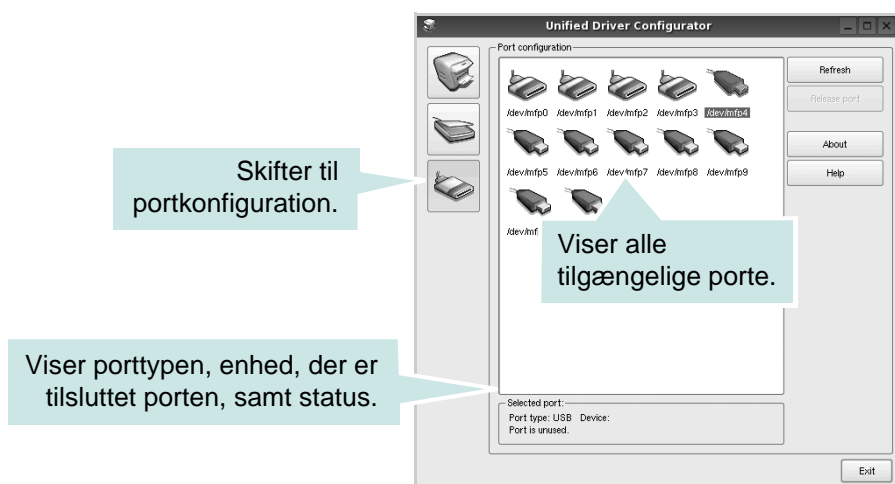 Unified Driver Configurator
Port configuration
/dev/mfp0 /dev/mfp1 /dev/mfp2 /dev/mfp3 /dev/mfp4
/dev/mfp5 /dev/mfp6 /dev/mfp7 /dev/mfp8 /dev/mfp9
/dev/mf
Refresh
Release port
About
Help
Skifter til
portkonfiguration.
Viser alle
tilgængelige porte.
Viser porttypen, enhed, der er
tilsluttet porten, samt status.
Selected port:
Port type: USB Device:
Port is unused.
Exit